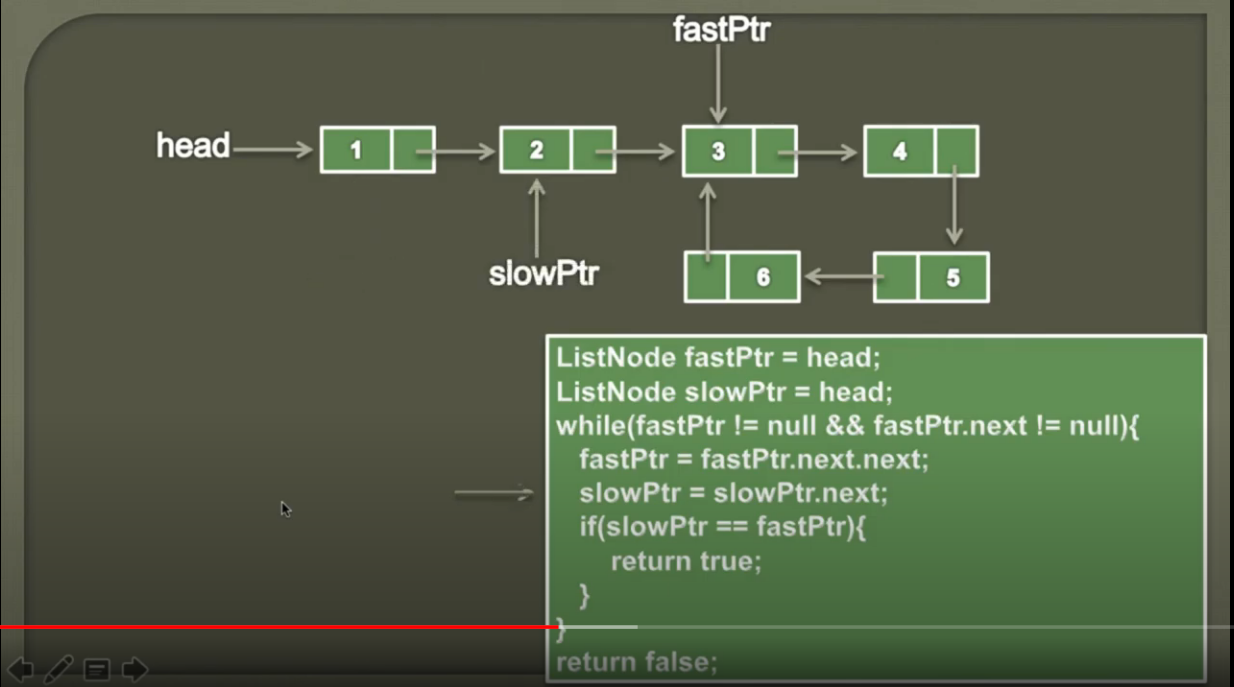 fastPtr
head
1
2
3
4
slowPtr
6
5
ListNode fastPtr = head;
ListNode slowPtr = head;
while(fastPtr != null && fastPtr.next != null){
fastPtr = fastPtr.next.next;
slowPtr = slowPtr.next;
if(slowPtr == fastPtr){
return true;
}
}
return false;